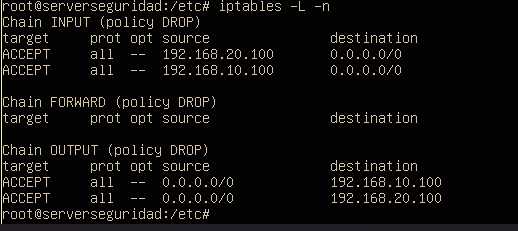 root@serverseguridad:/etc# iptables -L -n
Chain INPUT (policy DROP)
target     prot opt source               destination
ACCEPT     all  --  192.168.20.100       0.0.0.0/0
ACCEPT     all  --  192.168.10.100       0.0.0.0/0

Chain FORWARD (policy DROP)
target     prot opt source               destination

Chain OUTPUT (policy DROP)
target     prot opt source               destination
ACCEPT     all  --  0.0.0.0/0            192.168.10.100
ACCEPT     all  --  0.0.0.0/0            192.168.20.100
root@serverseguridad:/etc#